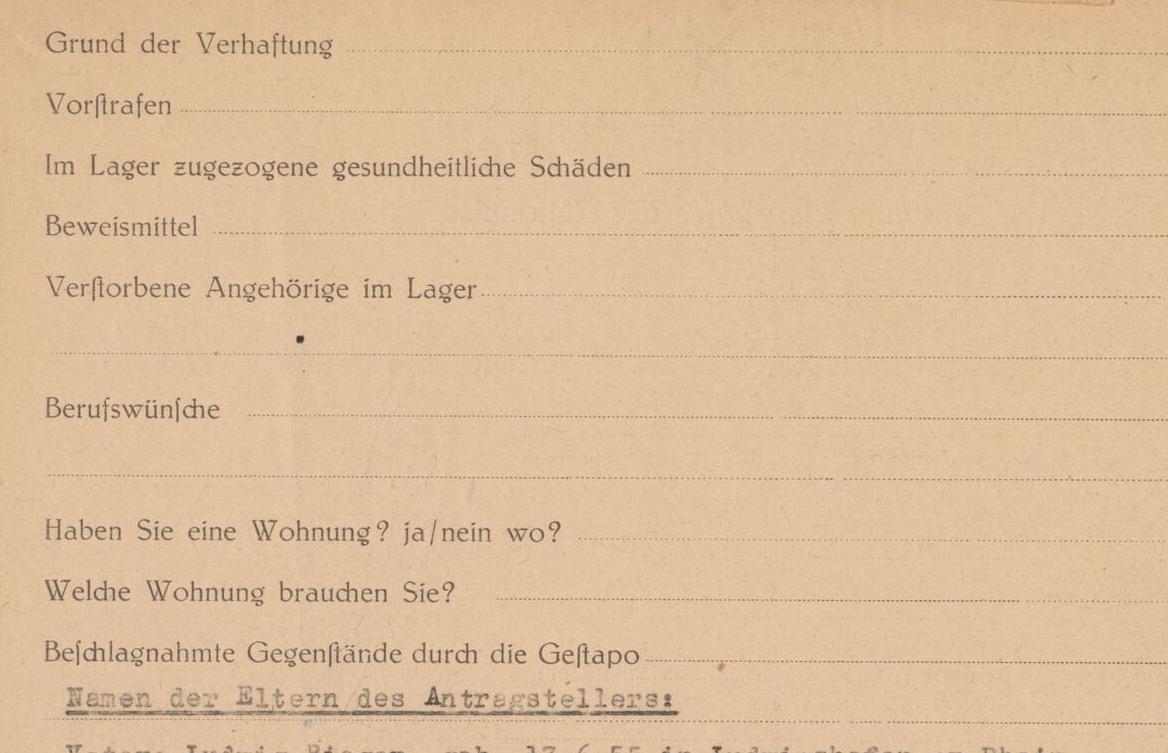 Grund der Verhaftung
Vorſtrafen
Im Lager zugezogene gesundheitliche Schäden
Beweismittel
Verſtorbene Angehörige im Lager
Berufswünſche
Haben Sie eine Wohnung? ja/nein wo?
Welche Wohnung brauchen Sie?
Beſchlagnahmte Gegenſtände durch die Geſtapo
Namen der Eltern des Antragstellers: